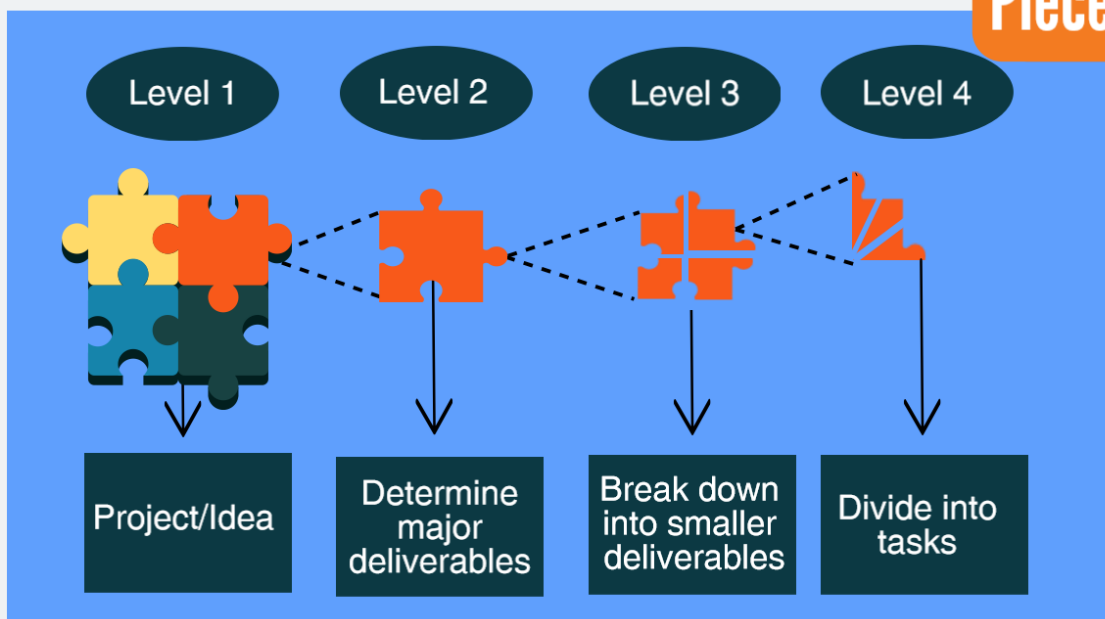 Piece
Level 1
Level 2
Level 3
Level 4
Project/Idea
Determine
major
deliverables
Break down
into smaller
deliverables
Divide into
tasks